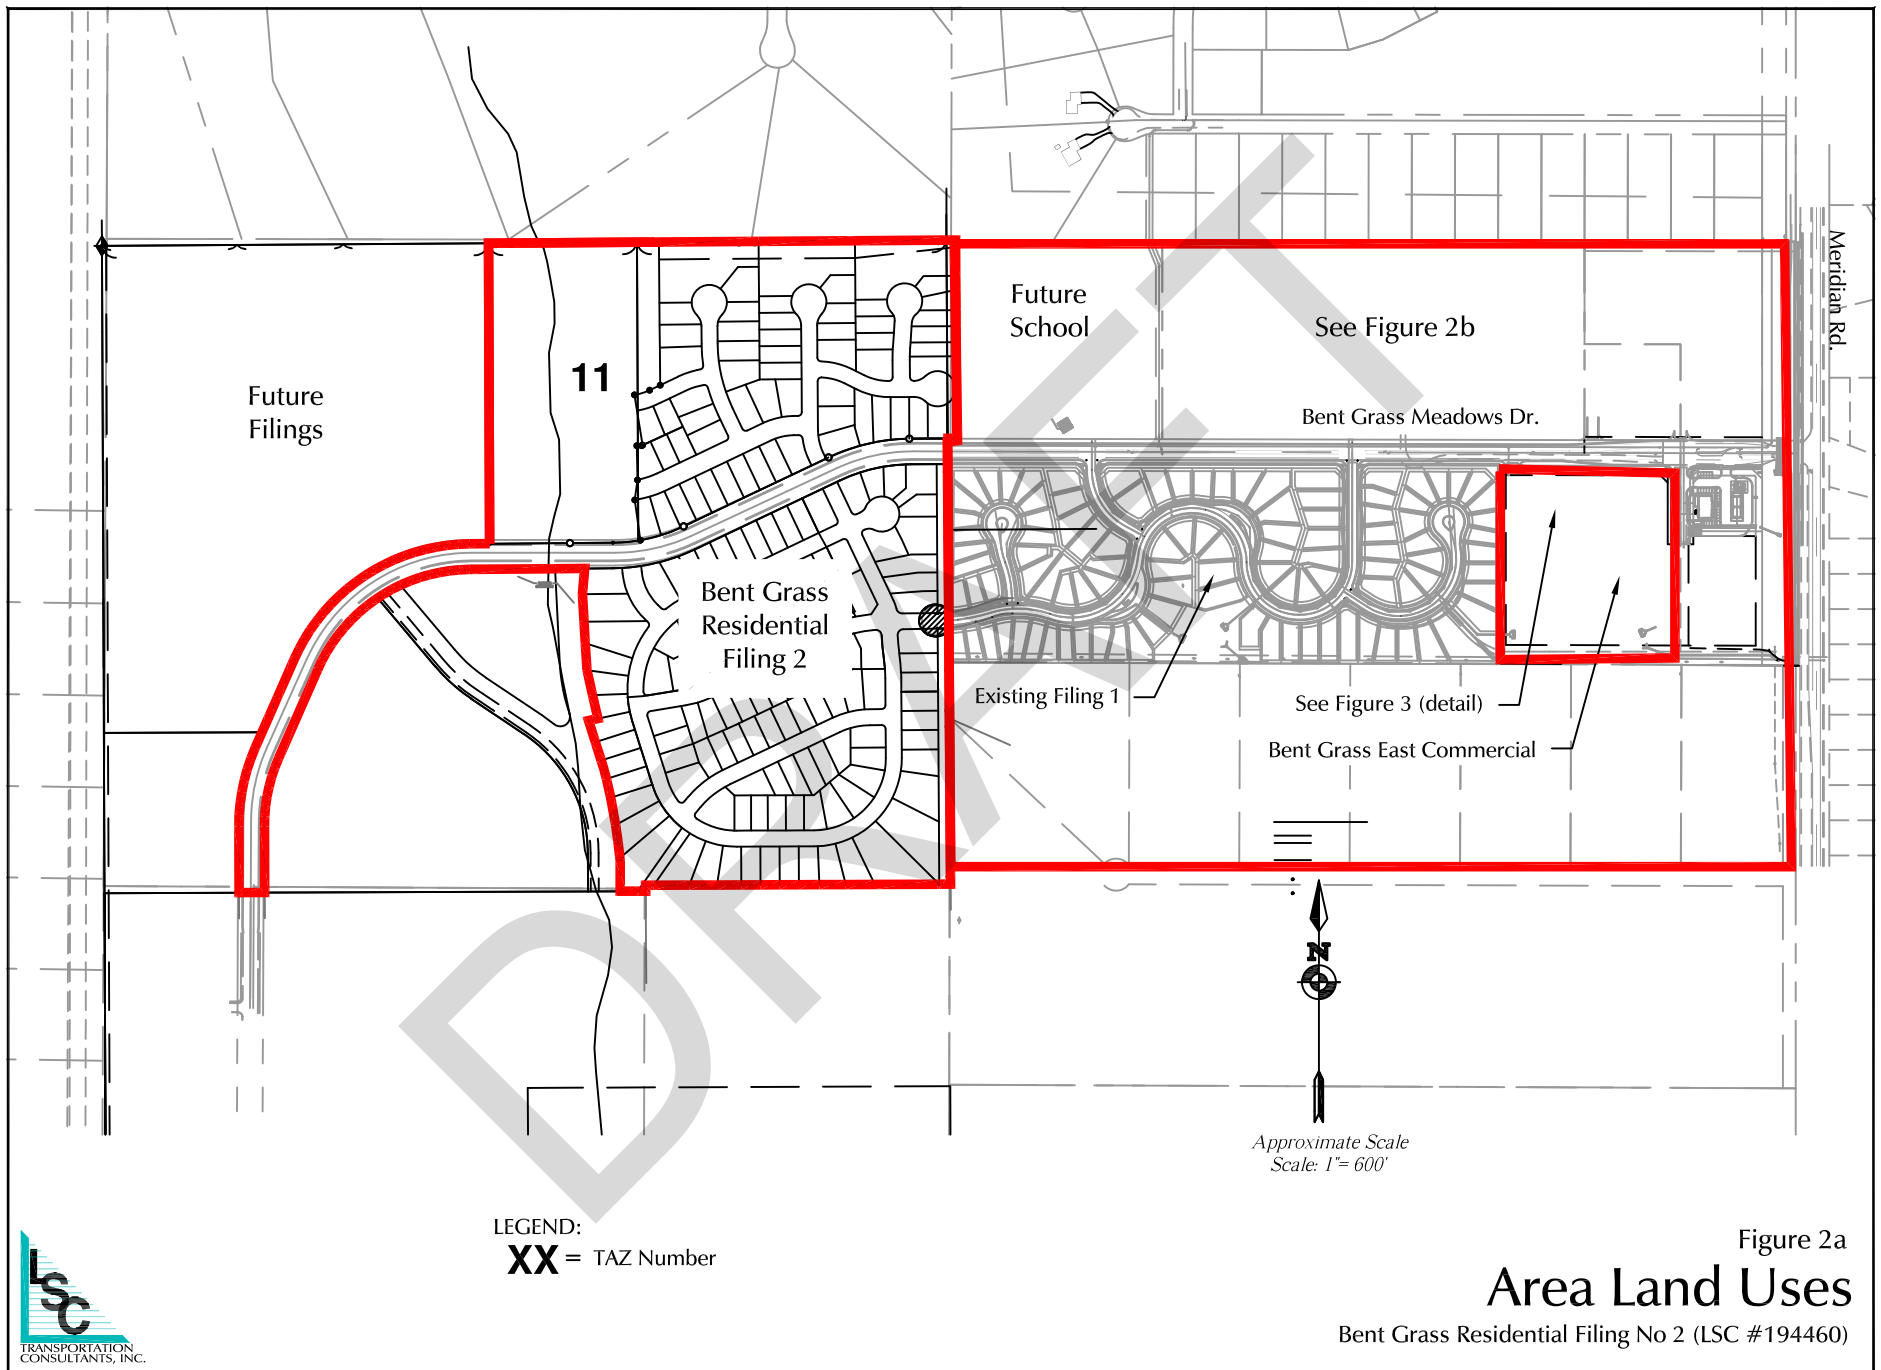 Meridian Rd.
Future
School
See Figure 2b
11
Future
Filings
Bent Grass Meadows Dr.
Bent Grass
Residential
Filing 2
Existing Filing 1
See Figure 3 (detail)
Bent Grass East Commercial
DRAFT
N
Approximate Scale
Scale: 1"= 600'
LEGEND:
XX = TAZ Number
Figure 2a
Area Land Uses
Bent Grass Residential Filing No 2 (LSC #194460)
LSC
TRANSPORTATION
CONSULTANTS, INC.